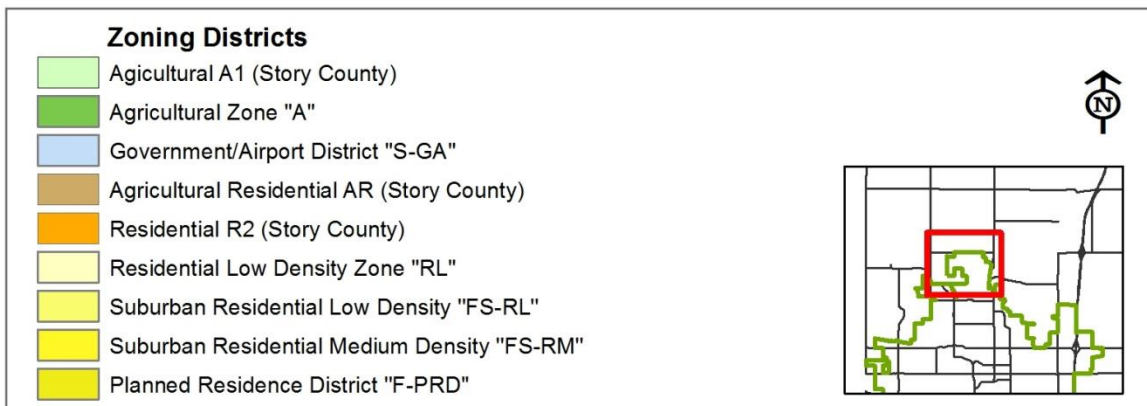 Zoning Districts
Agicultural A1 (Story County)
Agricultural Zone "A"
Government/Airport District "S-GA"
Agricultural Residential AR (Story County)
Residential R2 (Story County)
Residential Low Density Zone "RL"
Suburban Residential Low Density "FS-RL"
Suburban Residential Medium Density "FS-RM"
Planned Residence District "F-PRD"
N